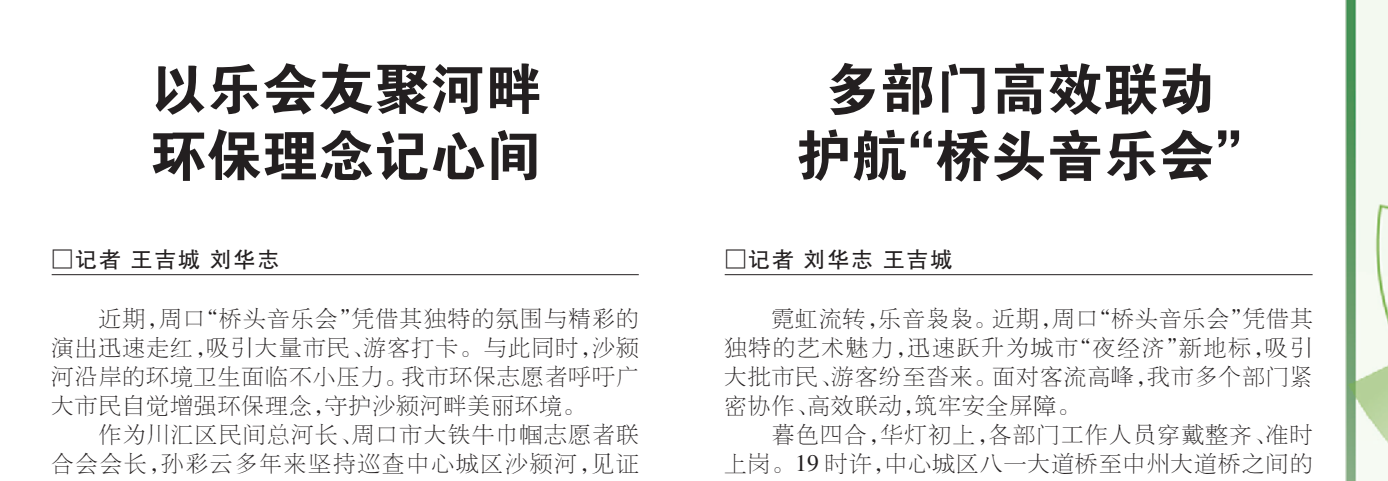 以乐会友聚河畔
环保理念记心间
□记者 王吉城 刘华志
近期，周口“桥头音乐会”凭借其独特的氛围与精彩的
演出迅速走红，吸引大量市民、游客打卡。与此同时，沙颍
河沿岸的环境卫生面临不小压力。我市环保志愿者呼吁广
大市民自觉增强环保理念，守护沙颍河畔美丽环境。
作为川汇区民间总河长、周口市大铁牛巾帼志愿者联
合会会长，孙彩云多年来坚持巡查中心城区沙颍河，见证
多部门高效联动
护航“桥头音乐会”
□记者 刘华志 王吉城
霓虹流转，乐音袅袅。近期，周口“桥头音乐会”凭借其
独特的艺术魅力，迅速跃升为城市“夜经济”新地标，吸引
大批市民、游客纷至沓来。面对客流高峰，我市多个部门紧
密协作、高效联动，筑牢安全屏障。
暮色四合，华灯初上，各部门工作人员穿戴整齐、准时
上岗。19时许，中心城区八一大道桥至中州大道桥之间的